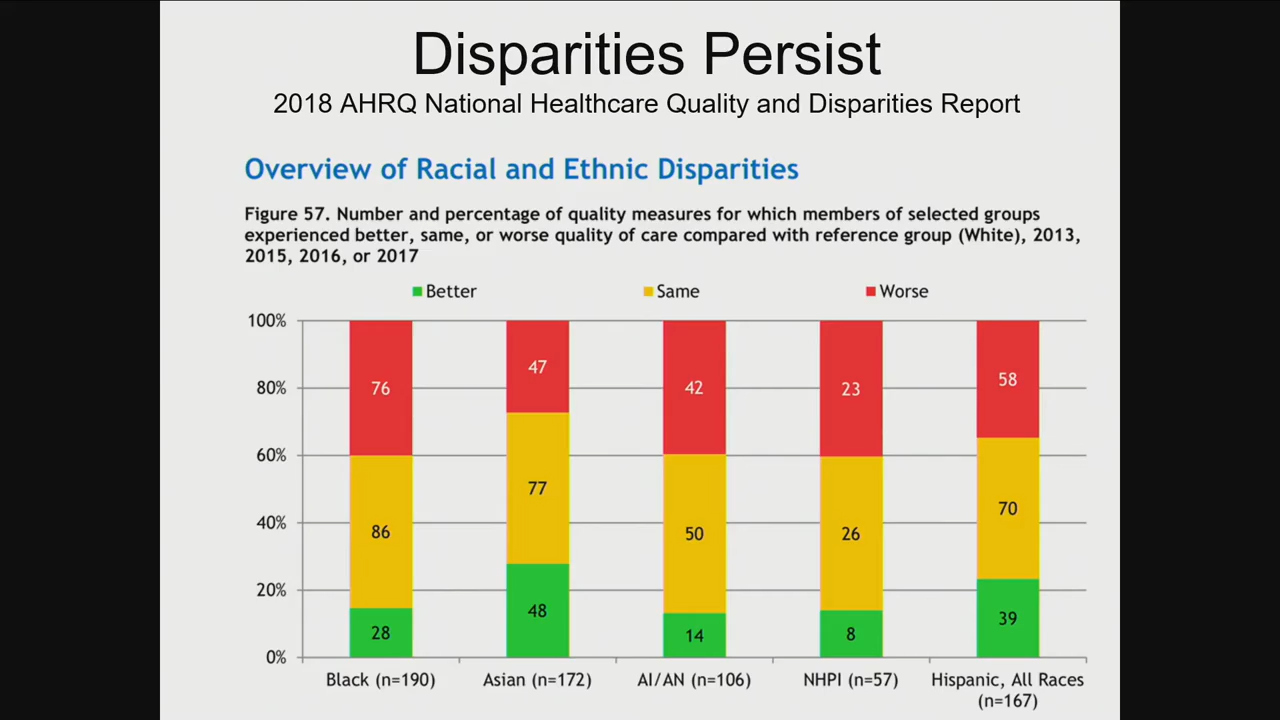 Disparities Persist
2018 AHRQ National Healthcare Quality and Disparities Report
Overview of Racial and Ethnic Disparities
Figure 57. Number and percentage of quality measures for which members of selected groups
experienced better, same, or worse quality of care compared with reference group (White), 2013,
2015, 2016, or 2017
Better Same Worse
100%
80%
60%
40%
20%
0%
76 47 42 23 58
86 77 50 26 70
28 48 14 8 39
Black (n=190) Asian (n=172) AI/AN (n=106) NHPI (n=57) Hispanic, All Races
(n=167)